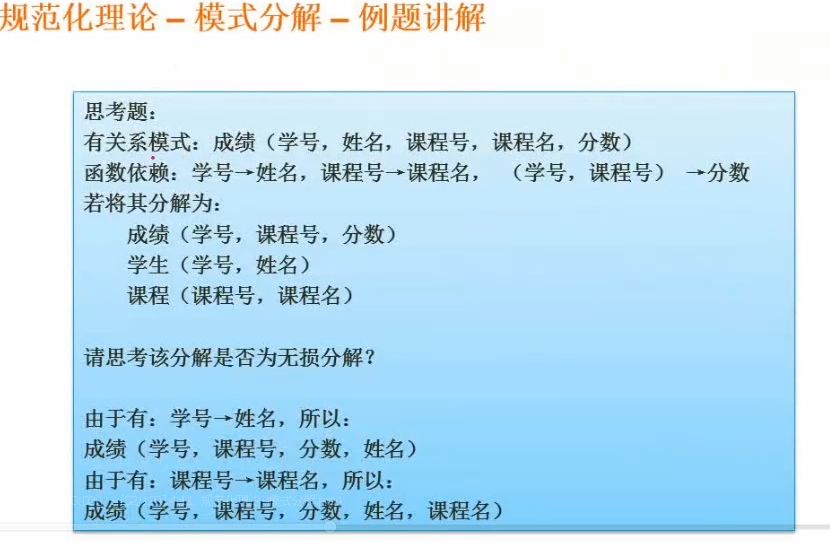 规范化理论 – 模式分解 – 例题讲解
思考题：
有关系模式：成绩（学号，姓名，课程号，课程名，分数）
函数依赖：学号→姓名，课程号→课程名， （学号，课程号） →分数
若将其分解为：
成绩（学号，课程号，分数）
学生（学号，姓名）
课程（课程号，课程名）
请思考该分解是否为无损分解？
由于有：学号→姓名，所以：
成绩（学号，课程号，分数，姓名）
由于有：课程号→课程名，所以：
成绩（学号，课程号，分数，姓名，课程名）